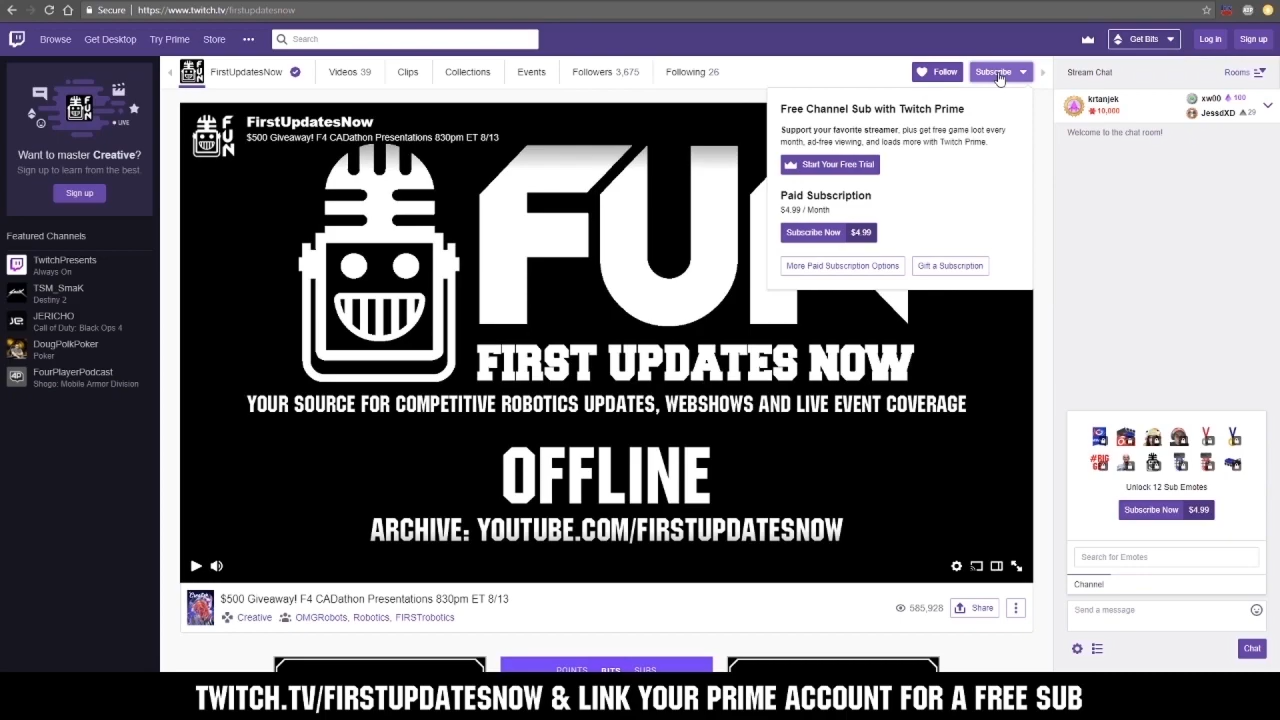 Secure
https://www.twitch.tv/firstupdatesnow
Browse
Get Desktop
Try Prime
Store
Search
Get Bits
Log in
Sign up
FUN
LIVE
Want to master Creative?
Sign up to learn from the best.
Sign up
Featured Channels
TwitchPresents
Always On
TSM_SmaK
Destiny 2
JERICHO
Call of Duty: Black Ops 4
DougPolkPoker
Poker
FourPlayerPodcast
Shogo: Mobile Armor Division
FUN
FirstUpdatesNow
Videos 39
Clips
Collections
Events
Followers 3,675
Following 26
Follow
Subscribe
FUN
FirstUpdatesNow
$500 Giveaway! F4 CADathon Presentations 830pm ET 8/13
FUN
FIRST UPDATES NOW
YOUR SOURCE FOR COMPETITIVE ROBOTICS UPDATES, WEBSHOWS AND LIVE EVENT COVERAGE
OFFLINE
ARCHIVE: YOUTUBE.COM/FIRSTUPDATESNOW
Free Channel Sub with Twitch Prime
Support your favorite streamer, plus get free game loot every
month, ad-free viewing, and loads more with Twitch Prime.
Start Your Free Trial
Paid Subscription
$4.99 / Month
Subscribe Now $4.99
More Paid Subscription Options
Gift a Subscription
$500 Giveaway! F4 CADathon Presentations 830pm ET 8/13
Creative
OMGRobots, Robotics, FIRSTrobotics
585,928
Share
POINTS BITS SUBS
Stream Chat
Rooms
krtanjek
10,000
xw00 100
JessdXD 29
Welcome to the chat room!
#BIG
Unlock 12 Sub Emotes
Subscribe Now $4.99
Search for Emotes
Channel
Send a message
Chat
TWITCH.TV/FIRSTUPDATESNOW & LINK YOUR PRIME ACCOUNT FOR A FREE SUB